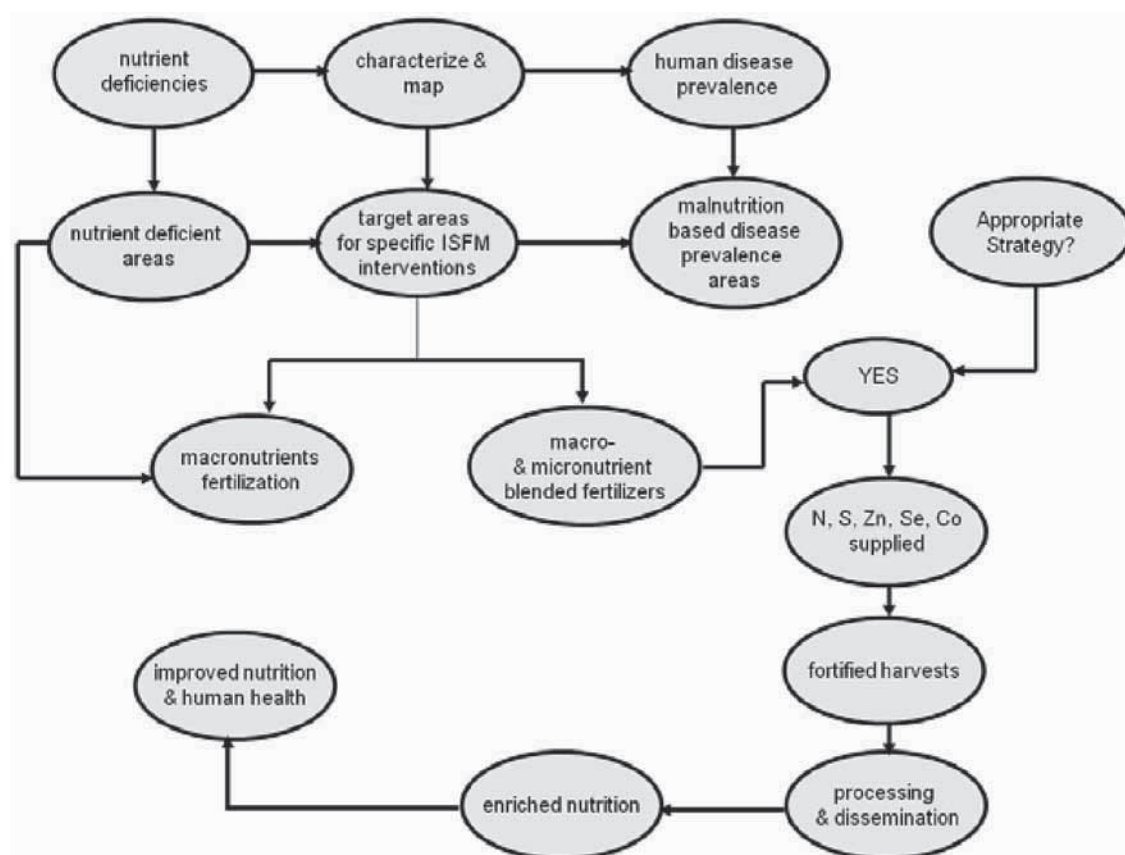 nutrient
deficiencies
characterize &
map
human disease
prevalence
nutrient deficient
areas
target areas
for specific ISFM
interventions
malnutrition
based disease
prevalence
areas
Appropriate
Strategy?
YES
macronutrients
fertilization
macro-
& micronutrient
blended fertilizers
N, S, Zn, Se, Co
supplied
fortified harvests
improved nutrition
& human health
enriched nutrition
processing
& dissemination